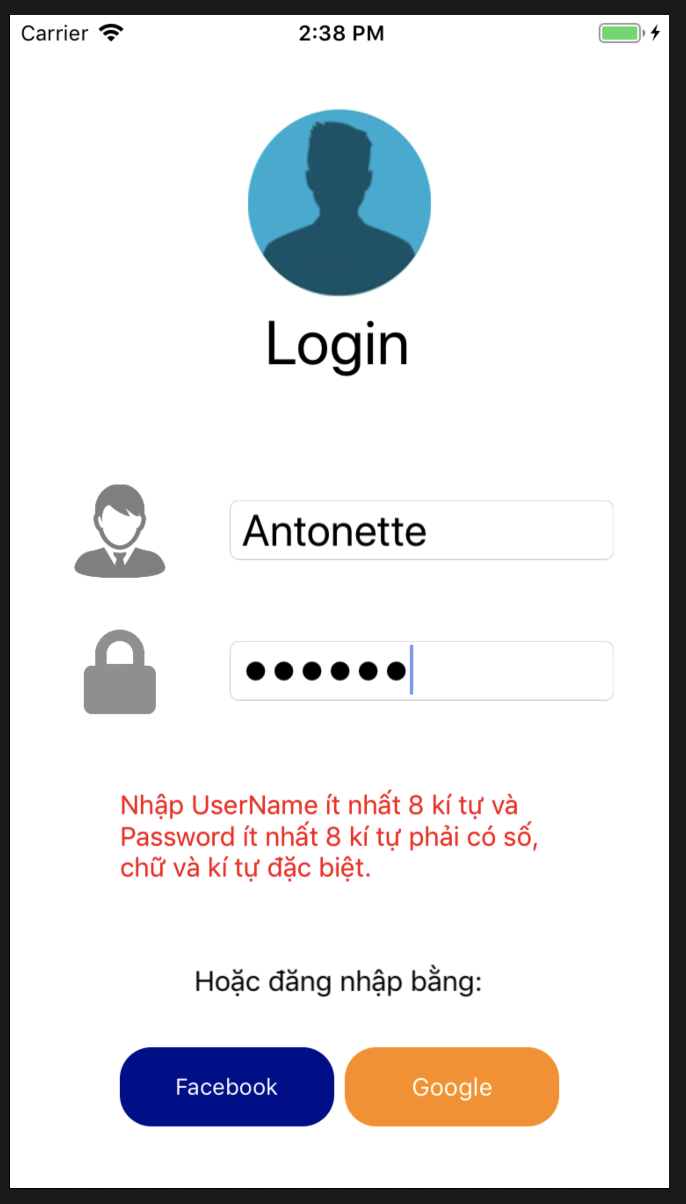 Carrier 2:38 PM
Login
Antonette
Nhập UserName ít nhất 8 kí tự và
Password ít nhất 8 kí tự phải có số,
chữ và kí tự đặc biệt.
Hoặc đăng nhập bằng:
Facebook Google